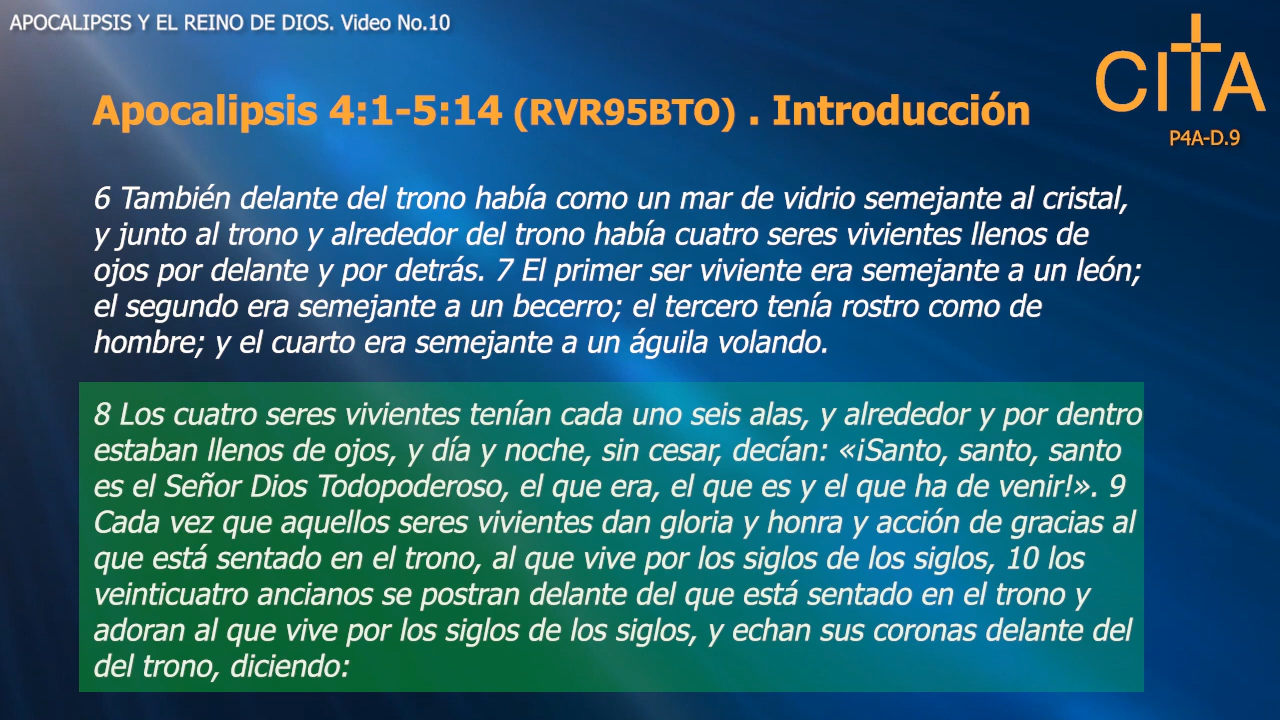 APOCALIPSIS Y EL REINO DE DIOS. Video No.10
CITA
P4A-D.9
Apocalipsis 4:1-5:14 (RVR95BTO) . Introducción
6 También delante del trono había como un mar de vidrio semejante al cristal,
y junto al trono y alrededor del trono había cuatro seres vivientes llenos de
ojos por delante y por detrás. 7 El primer ser viviente era semejante a un león;
el segundo era semejante a un becerro; el tercero tenía rostro como de
hombre; y el cuarto era semejante a un águila volando.
8 Los cuatro seres vivientes tenían cada uno seis alas, y alrededor y por dentro
estaban llenos de ojos, y día y noche, sin cesar, decían: «¡Santo, santo, santo
es el Señor Dios Todopoderoso, el que era, el que es y el que ha de venir!». 9
Cada vez que aquellos seres vivientes dan gloria y honra y acción de gracias al
que está sentado en el trono, al que vive por los siglos de los siglos, 10 los
veinticuatro ancianos se postran delante del que está sentado en el trono y
adoran al que vive por los siglos de los siglos, y echan sus coronas delante del
del trono, diciendo: